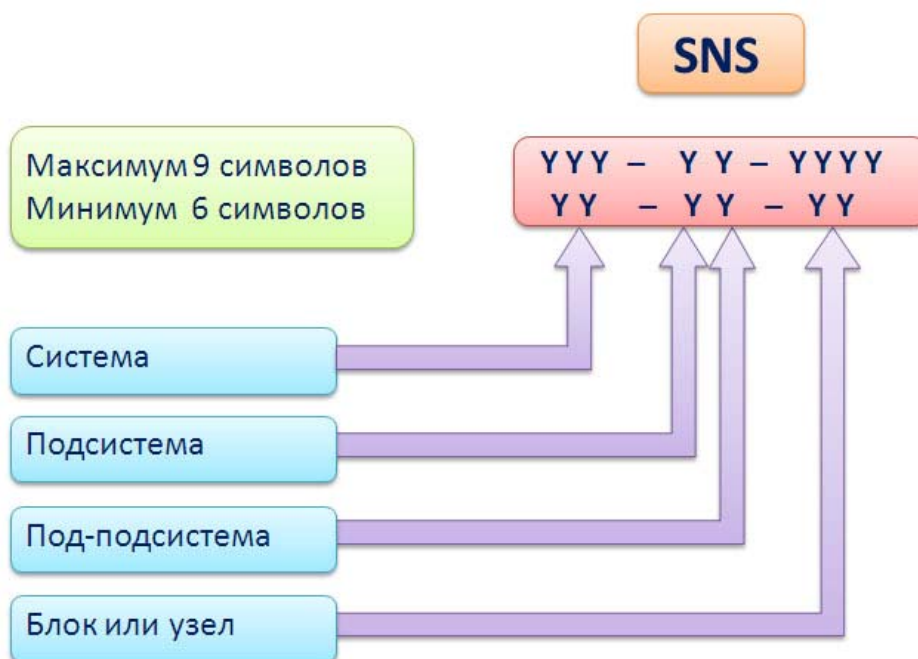 SNS
Максимум 9 символов
Минимум 6 символов
YYY – Y Y – YYYY
YY – YY – YY
Система
Подсистема
Под-подсистема
Блок или узел